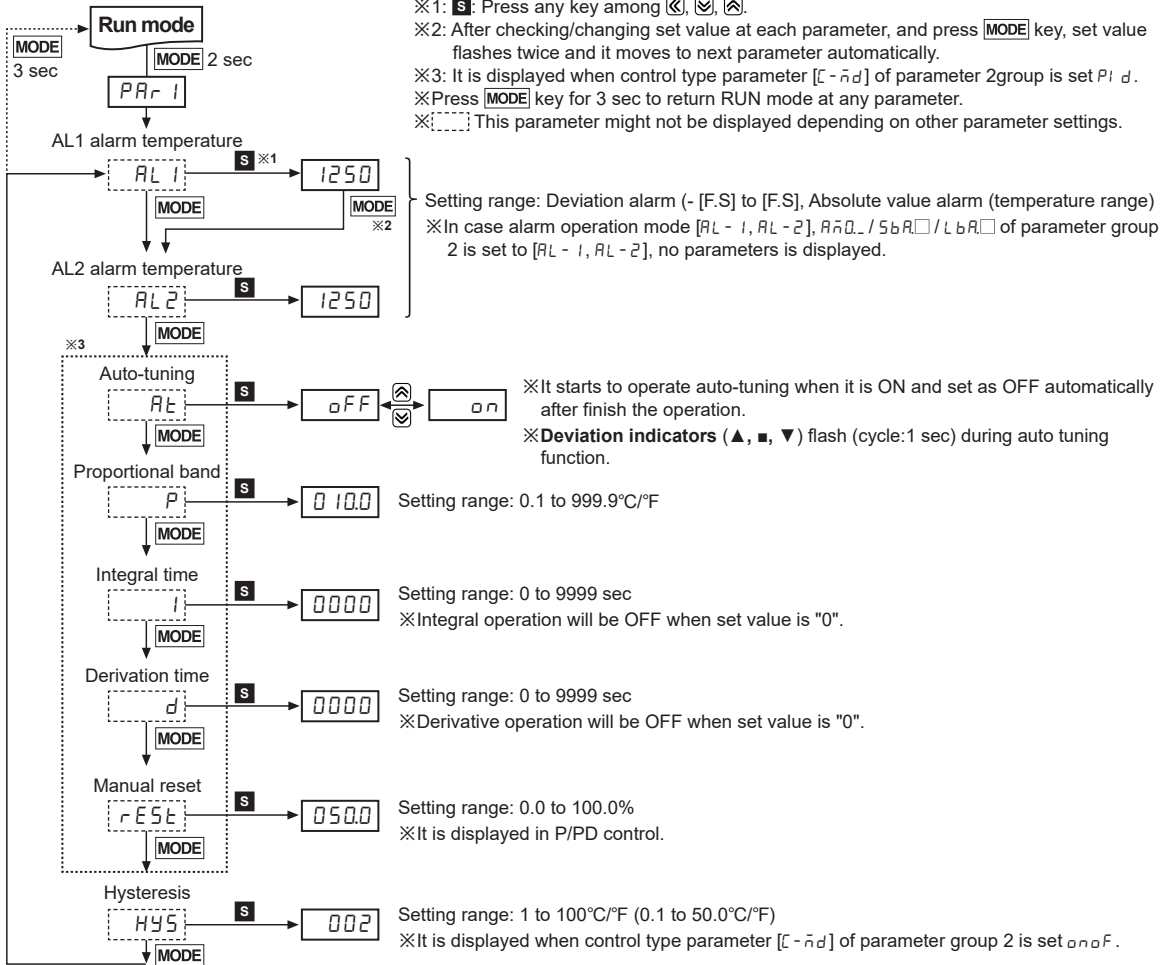 ※1: S: Press any key among «, ︾, ︽.
Run mode
※2: After checking/changing set value at each parameter, and press MODE key, set value
flashes twice and it moves to next parameter automatically.
MODE
3 sec
MODE 2 sec
※3: It is displayed when control type parameter [C-md] of parameter 2group is set PI d.
PAr1
※Press MODE key for 3 sec to return RUN mode at any parameter.
※ This parameter might not be displayed depending on other parameter settings.
AL1 alarm temperature
AL1
S ※1
1250
MODE
MODE
※2
Setting range: Deviation alarm (- [F.S] to [F.S], Absolute value alarm (temperature range)
※In case alarm operation mode [AL-1, AL-2], Am0._ / SbA.□ / LbA.□ of parameter group
2 is set to [AL-1, AL-2], no parameters is displayed.
AL2 alarm temperature
AL2
S
1250
MODE
※3
Auto-tuning
At
S
oFF
on
MODE
※It starts to operate auto-tuning when it is ON and set as OFF automatically
after finish the operation.
※Deviation indicators (▲, ■, ▼) flash (cycle:1 sec) during auto tuning
function.
Proportional band
P
S
010.0
Setting range: 0.1 to 999.9℃/℉
MODE
Integral time
I
S
0000
Setting range: 0 to 9999 sec
※Integral operation will be OFF when set value is "0".
MODE
Derivation time
d
S
0000
Setting range: 0 to 9999 sec
※Derivative operation will be OFF when set value is "0".
MODE
Manual reset
rESt
S
050.0
Setting range: 0.0 to 100.0%
※It is displayed in P/PD control.
MODE
Hysteresis
HYS
S
002
Setting range: 1 to 100℃/℉ (0.1 to 50.0℃/℉)
※It is displayed when control type parameter [C-md] of parameter group 2 is set onoF.
MODE